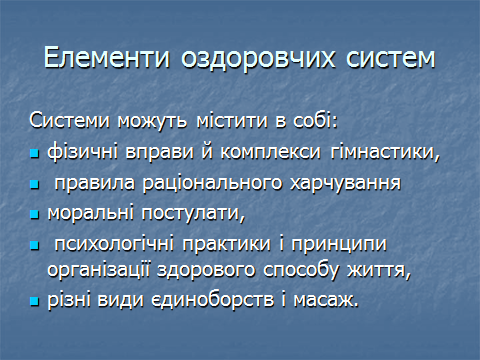 Елементи оздоровчих систем
Системи можуть містити в собі:
фізичні вправи й комплекси гімнастики,
правила раціонального харчування
моральні постулати,
психологічні практики і принципи
організації здорового способу життя,
різні види єдиноборств і масаж.